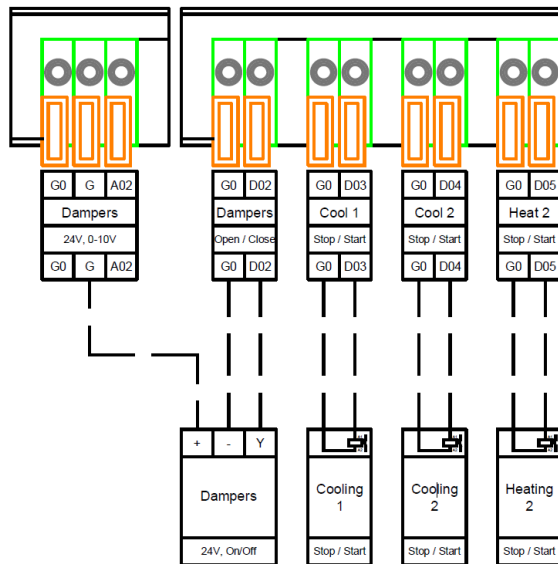 G0 G A02 G0 D02 G0 D03 G0 D04 G0 D05
Dampers Dampers Cool 1 Cool 2 Heat 2
24V, 0-10V Open / Close Stop / Start Stop / Start Stop / Start
G0 G A02 G0 D02 G0 D03 G0 D04 G0 D05
+ - Y
Dampers Cooling Cooling Heating
1 2 2
24V, On/Off Stop / Start Stop / Start Stop / Start